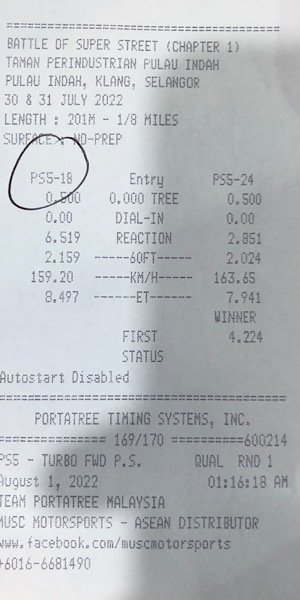 ================================
BATTLE OF SUPER STREET (CHAPTER 1)
TAMAN PERINDUSTRIAN PULAU INDAH
PULAU INDAH, KLANG, SELANGOR
30 & 31 JULY 2022
LENGTH : 201M - 1/8 MILES
SURFACE : NO-PREP
PS5-18 Entry PS5-24
0.500 0.000 TREE 0.500
0.00 DIAL-IN 0.00
6.519 REACTION 2.851
2.159 -----60FT----- 2.024
159.20 -----KM/H----- 163.65
8.497 ------ET------ 7.941
WINNER
FIRST 4.224
STATUS
Autostart Disabled
================================
PORTATREE TIMING SYSTEMS, INC.
============== 169/170 ==========600214
PS5 - TURBO FWD P.S. QUAL RND 1
August 1, 2022 01:16:18 AM
TEAM PORTATREE MALAYSIA
MUSC MOTORSPORTS - ASEAN DISTRIBUTOR
www.facebook.com/muscmotorsports
+6016-6681490